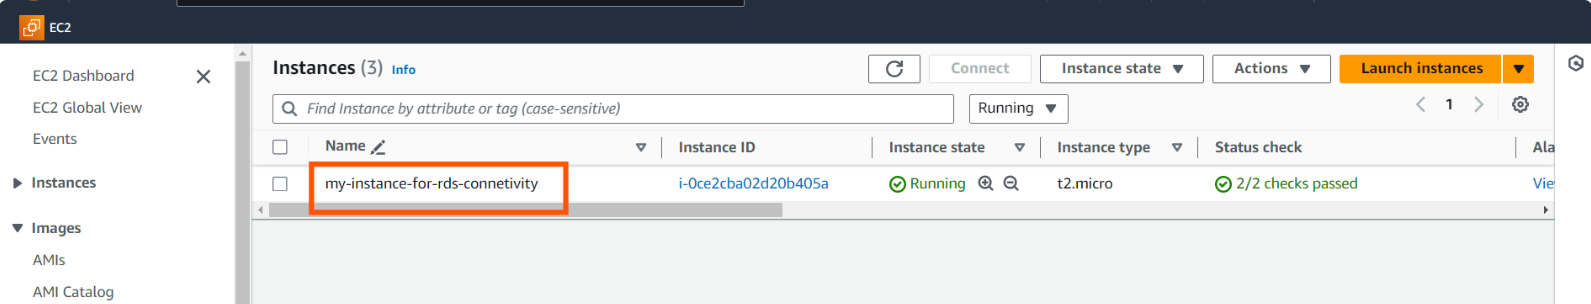 EC2
EC2 Dashboard
EC2 Global View
Events
Instances
Images
AMIs
AMI Catalog
Instances (3) Info
Connect
Instance state
Actions
Launch instances
Find Instance by attribute or tag (case-sensitive)
Running
1
Name Instance ID Instance state Instance type Status check Ala
my-instance-for-rds-connetivity i-0ce2cba02d20b405a Running t2.micro 2/2 checks passed Viev